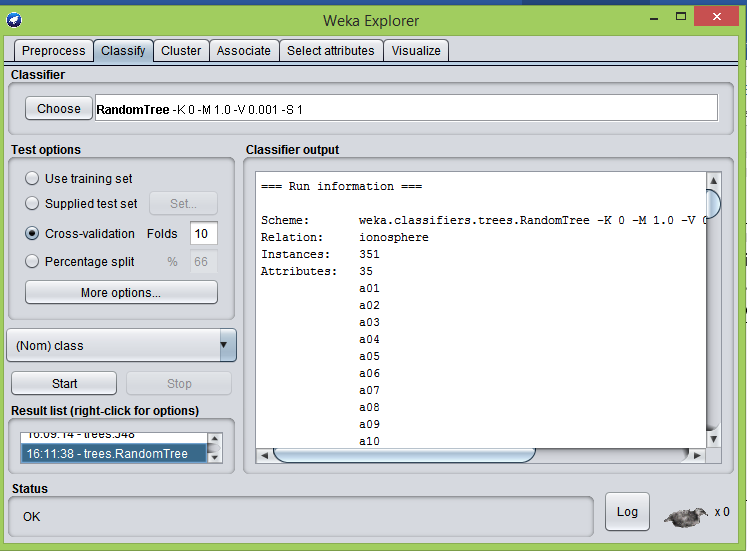 Weka Explorer
Preprocess Classify Cluster Associate Select attributes Visualize
Classifier
Choose RandomTree -K 0 -M 1.0 -V 0.001 -S 1
Test options
Use training set
Supplied test set Set...
Cross-validation Folds 10
Percentage split % 66
More options...
(Nom) class
Start Stop
Result list (right-click for options)
16:09:14 - trees.J48
16:11:38 - trees.RandomTree
Classifier output
=== Run information ===
Scheme: weka.classifiers.trees.RandomTree -K 0 -M 1.0 -V 0
Relation: ionosphere
Instances: 351
Attributes: 35
a01
a02
a03
a04
a05
a06
a07
a08
a09
a10
Status
OK
Log x 0